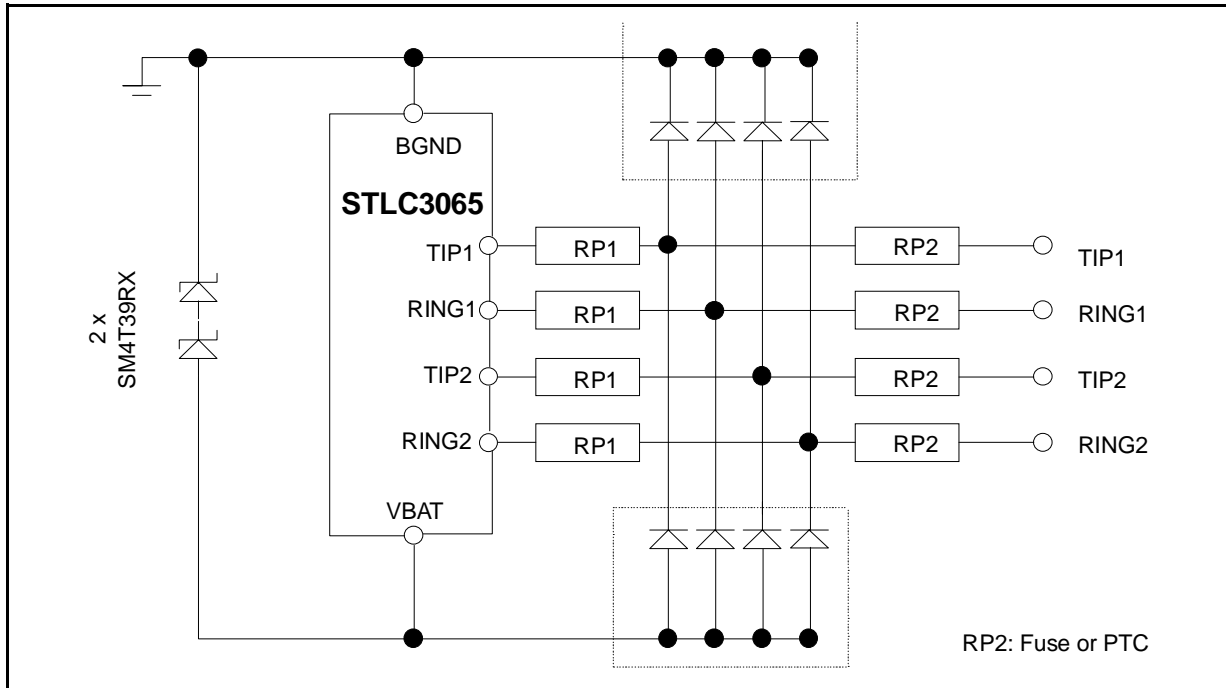 BGND
STLC3065
TIP1
RP1
RP2
TIP1
RING1
RP1
RP2
RING1
TIP2
RP1
RP2
TIP2
RING2
RP1
RP2
RING2
VBAT
2 x
SM4T39RX
RP2: Fuse or PTC